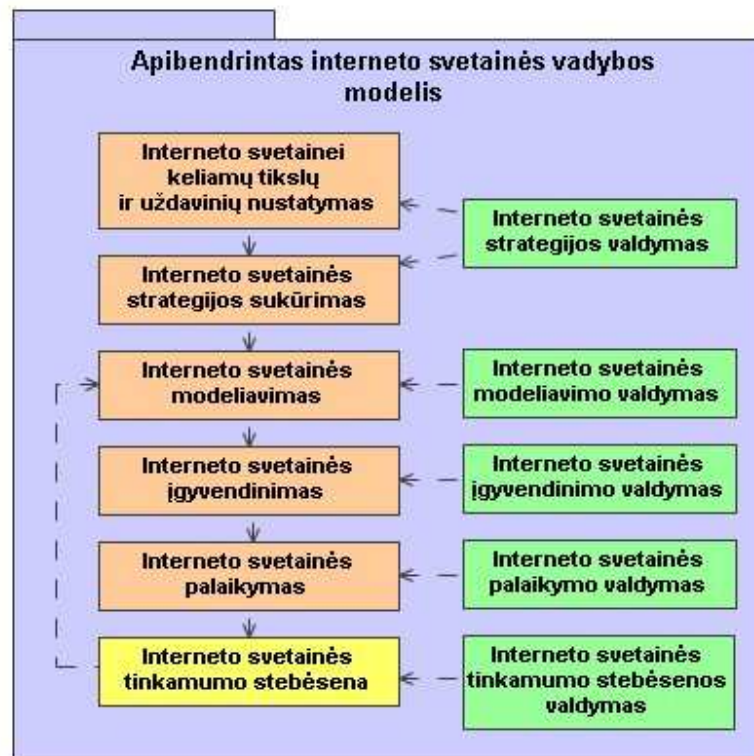 Apibendrintas interneto svetainės vadybos
modelis
Interneto svetainei
keliamų tikslų
ir uždavinių nustatymas
Interneto svetainės
strategijos valdymas
Interneto svetainės
strategijos sukūrimas
Interneto svetainės
modeliavimas
Interneto svetainės
modeliavimo valdymas
Interneto svetainės
įgyvendinimas
Interneto svetainės
įgyvendinimo valdymas
Interneto svetainės
palaikymas
Interneto svetainės
palaikymo valdymas
Interneto svetainės
tinkamumo stebėsena
Interneto svetainės
tinkamumo stebėsenos
valdymas